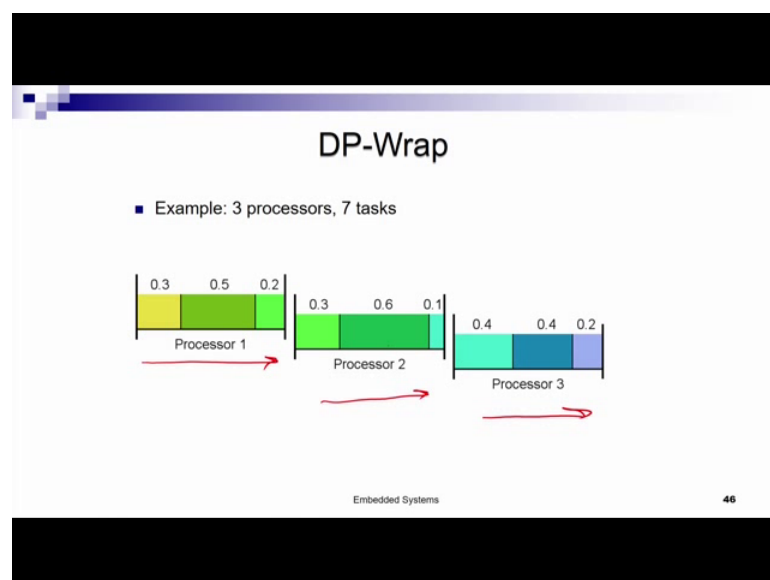 DP-Wrap
Example: 3 processors, 7 tasks
0.3 0.5 0.2
Processor 1
0.3 0.6 0.1
Processor 2
0.4 0.4 0.2
Processor 3
Embedded Systems 46